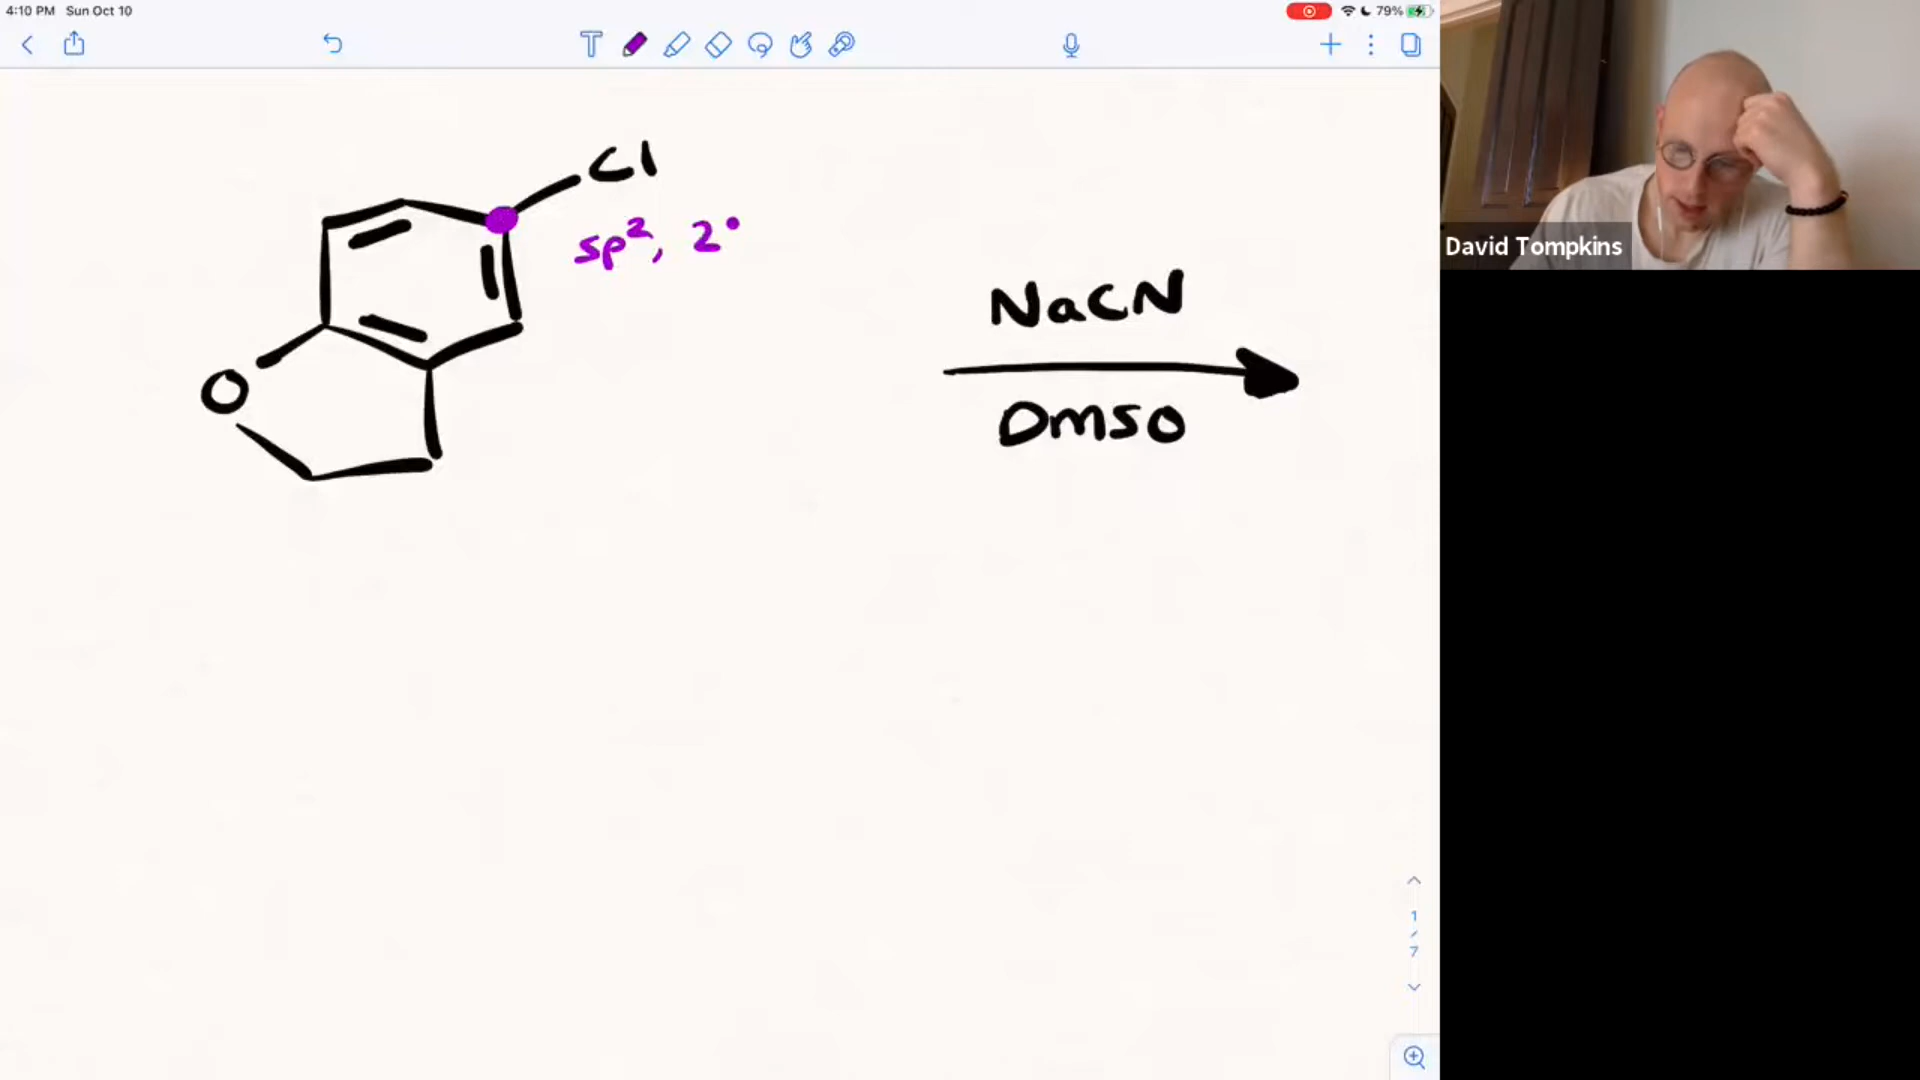 4:10 PM Sun Oct 10
79%
T
Cl
sp², 2°
O
NaCN
DMSO
David Tompkins
1
/
7